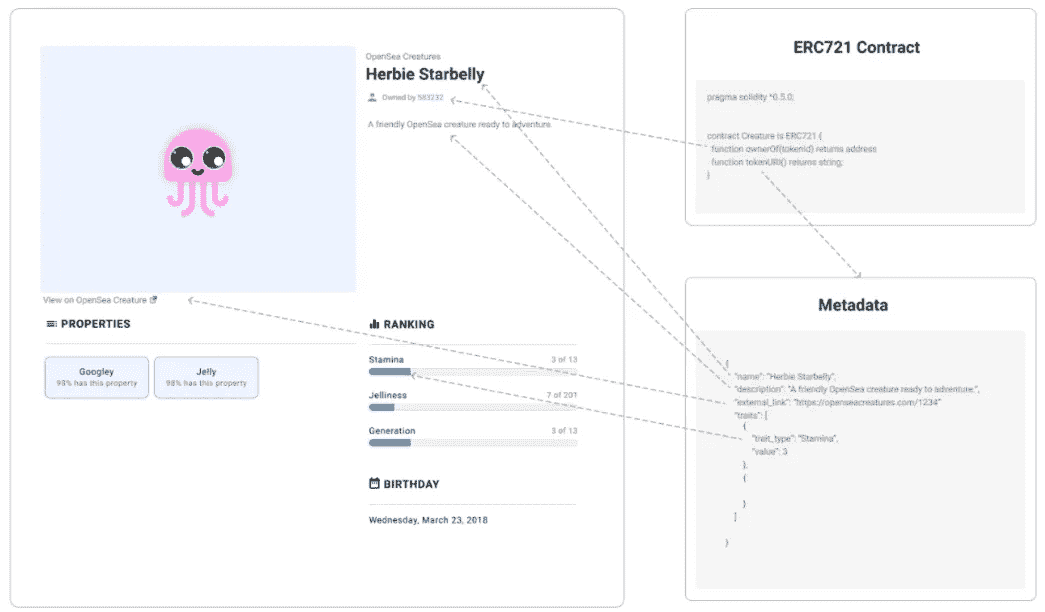 OpenSea Creatures
Herbie Starbelly
Owned by 583232
A friendly OpenSea creature ready to adventure.
View on OpenSea Creature
PROPERTIES
Googley
93% has this property
Jelly
98% has this property
RANKING
Stamina
3 of 13
Jelliness
7 of 201
Generation
3 of 13
BIRTHDAY
Wednesday, March 23, 2018
ERC721 Contract
pragma solidity ^0.5.0;
contract Creature is ERC721 {
function ownerOf(tokenId) returns address
function tokenURI() returns string;
}
Metadata
{
"name": "Herbie Starbelly",
"description": "A friendly OpenSea creature ready to adventure.",
"external_link": "https://openseacreatures.com/1234"
"traits": [
{
"trait_type": "Stamina",
"value": 3
},
{
}
]
}